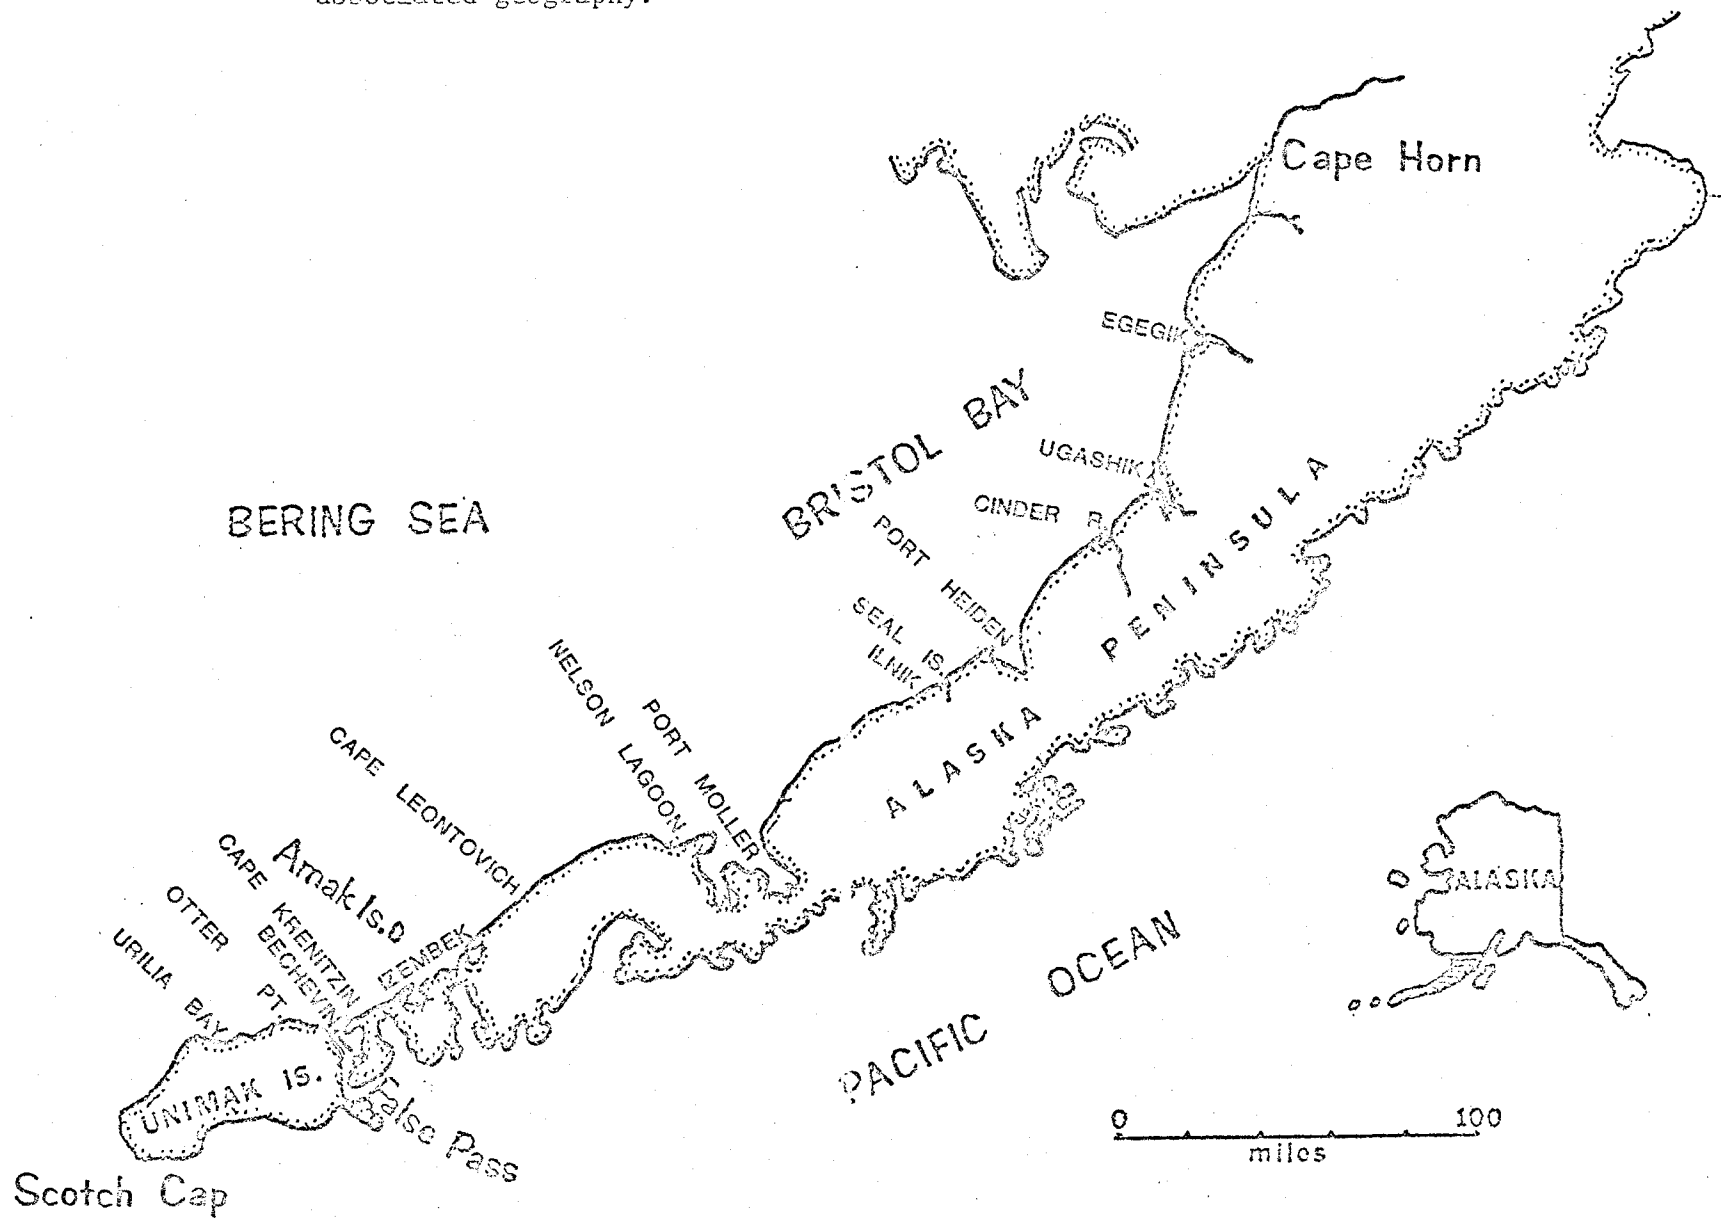 associated geography.
Cape Horn
EGEGIK
BRISTOL BAY
UGASHIK
BERING SEA
CINDER R.
PORT HEIDEN
ALASKA PENINSULA
SEAL IS.
ILNIK
NELSON LAGOON
PORT MOLLER
CAPE LEONTOVICH
Amak Is.
CAPE KRENITZIN
BECHEVIN
IZEMBEK
OTTER PT.
URILIA BAY
ALASKA
PACIFIC OCEAN
UNIMAK IS.
False Pass
0 100
miles
Scotch Cap